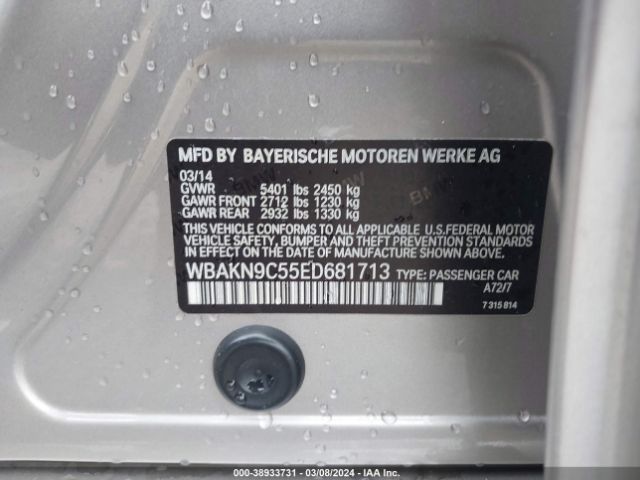 MFD BY BAYERISCHE MOTOREN WERKE AG
03/14
GVWR 5401 lbs 2450 kg
GAWR FRONT 2712 lbs 1230 kg
GAWR REAR 2932 lbs 1330 kg
THIS VEHICLE CONFORMS TO ALL APPLICABLE U.S.FEDERAL MOTOR
VEHICLE SAFETY, BUMPER AND THEFT PREVENTION STANDARDS IN
EFFECT ON THE DATE OF MANUFACTURE SHOWN ABOVE.
WBAKN9C55ED681713 TYPE: PASSENGER CAR
A72/7
7 315 814
000-38933731 - 03/08/2024 - IAA Inc.